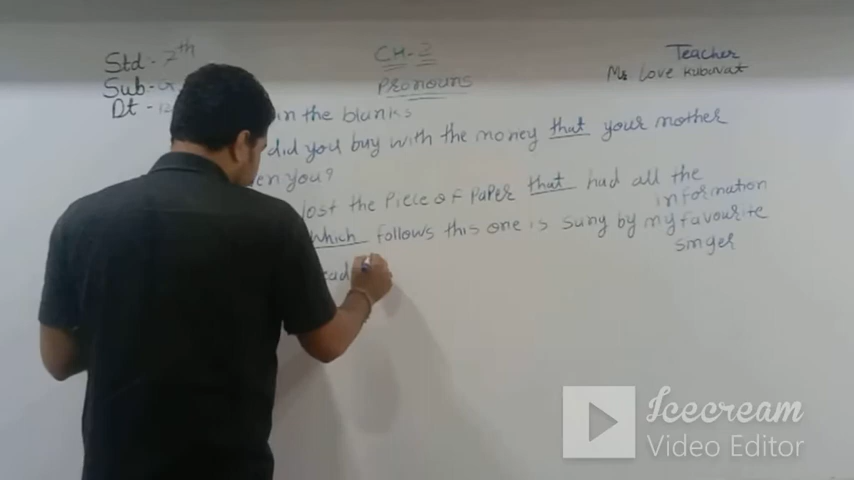 Std - 7th
CH-2
Teacher
Sub-
Pronouns
Ms Love Kubavat
Dt -
in the blanks
did you buy with the money that your mother
en you?
lost the piece of paper that had all the
information
which follows this one is sung by my favourite
singer
ead
Icecream
Video Editor